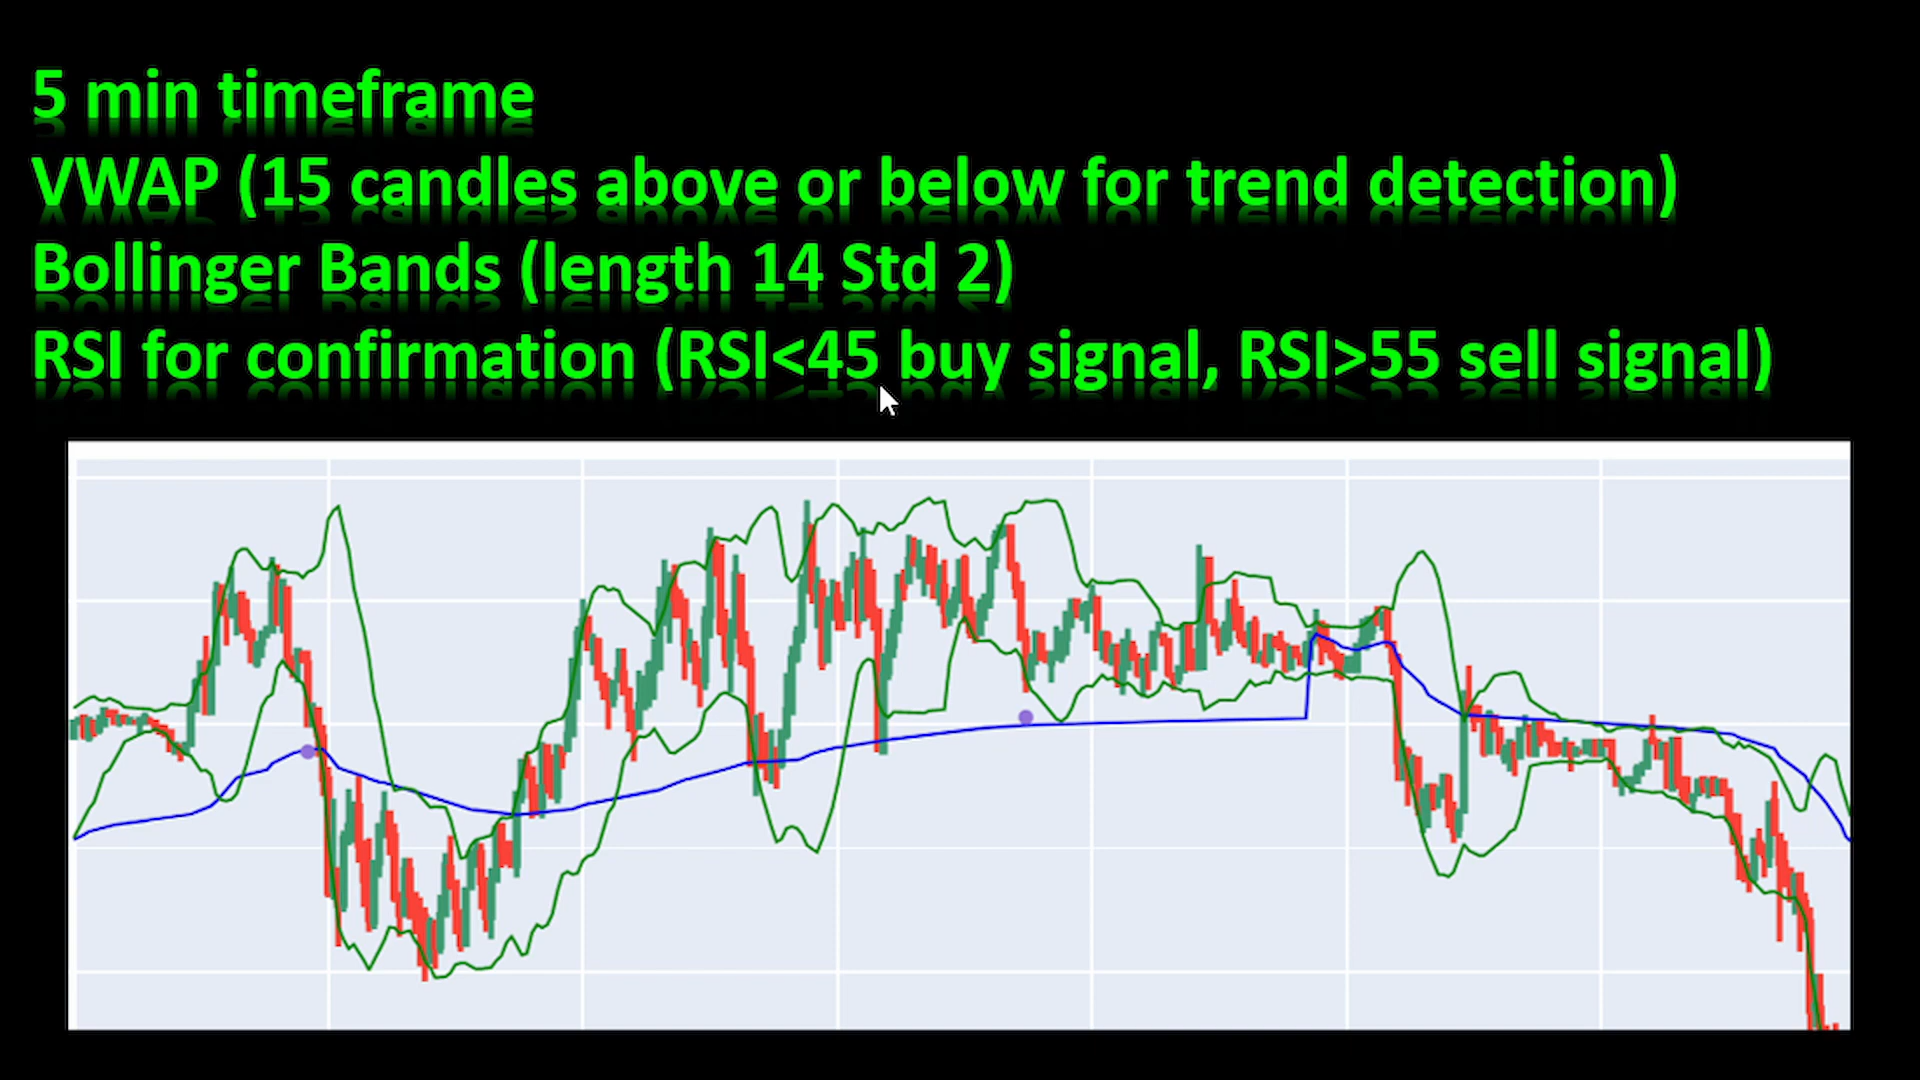 5 min timeframe
VWAP (15 candles above or below for trend detection)
Bollinger Bands (length 14 Std 2)
RSI for confirmation (RSI<45 buy signal, RSI>55 sell signal)